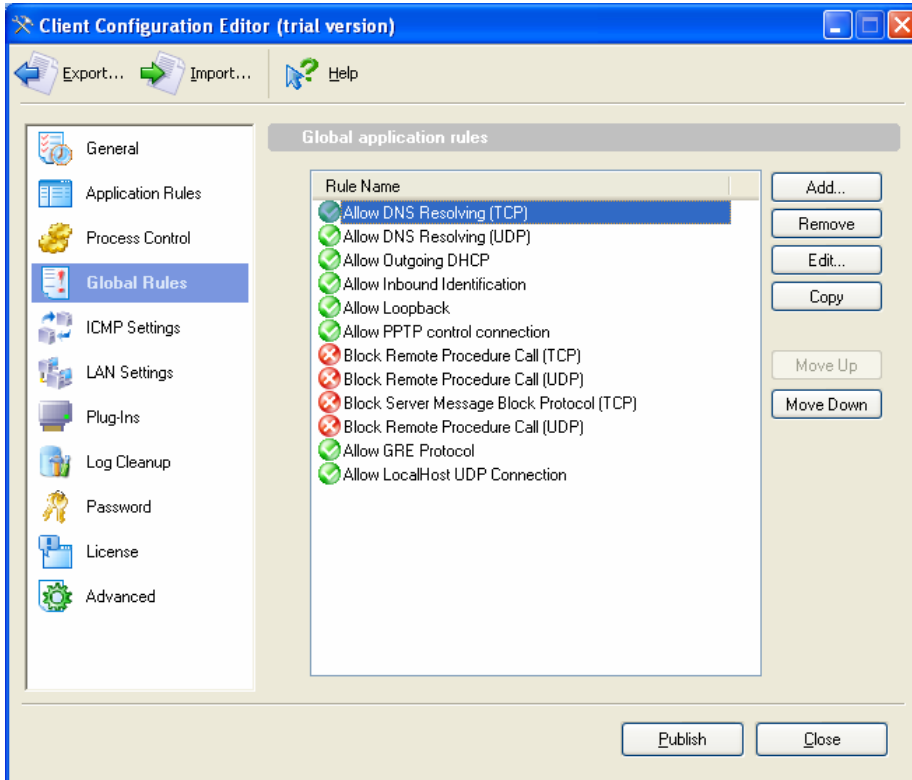 Client Configuration Editor (trial version)
Export... Import... Help
General
Application Rules
Process Control
Global Rules
ICMP Settings
LAN Settings
Plug-Ins
Log Cleanup
Password
License
Advanced
Global application rules
Rule Name
Allow DNS Resolving (TCP)
Allow DNS Resolving (UDP)
Allow Outgoing DHCP
Allow Inbound Identification
Allow Loopback
Allow PPTP control connection
Block Remote Procedure Call (TCP)
Block Remote Procedure Call (UDP)
Block Server Message Block Protocol (TCP)
Block Remote Procedure Call (UDP)
Allow GRE Protocol
Allow LocalHost UDP Connection
Add...
Remove
Edit...
Copy
Move Up
Move Down
Publish Close